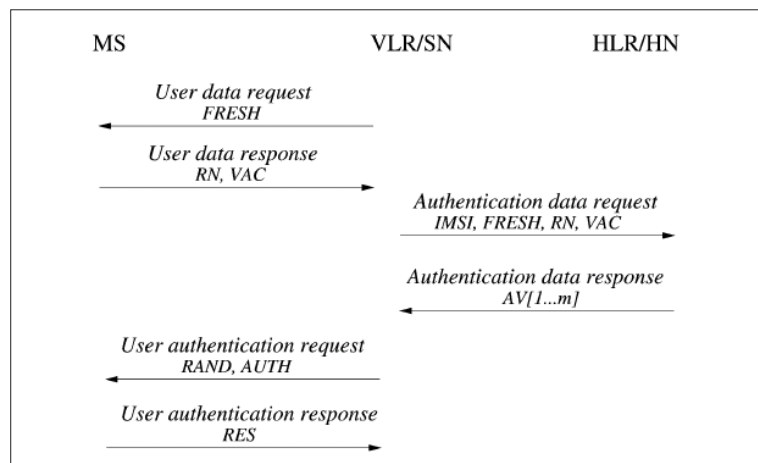 MS VLR/SN HLR/HN
User data request
FRESH
User data response
RN, VAC
Authentication data request
IMSI, FRESH, RN, VAC
Authentication data response
AV[1...m]
User authentication request
RAND, AUTH
User authentication response
RES